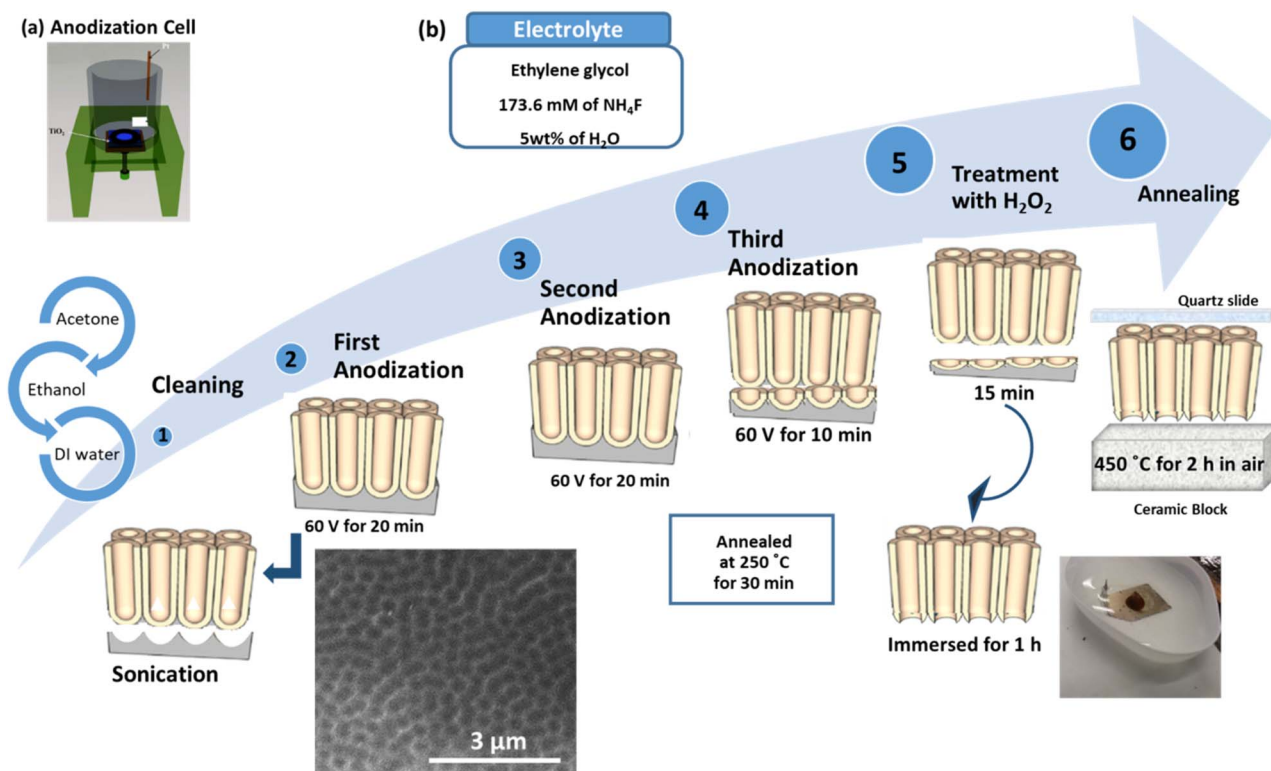 (a) Anodization Cell
Pt
TiO₂
(b)
Electrolyte
Ethylene glycol
173.6 mM of NH₄F
5wt% of H₂O
Acetone
Ethanol
DI water
1
Cleaning
2
First
Anodization
60 V for 20 min
Sonication
3 μm
3
Second
Anodization
60 V for 20 min
4
Third
Anodization
60 V for 10 min
Annealed
at 250 ˚C
for 30 min
5
Treatment
with H₂O₂
15 min
Immersed for 1 h
6
Annealing
Quartz slide
450 ˚C for 2 h in air
Ceramic Block